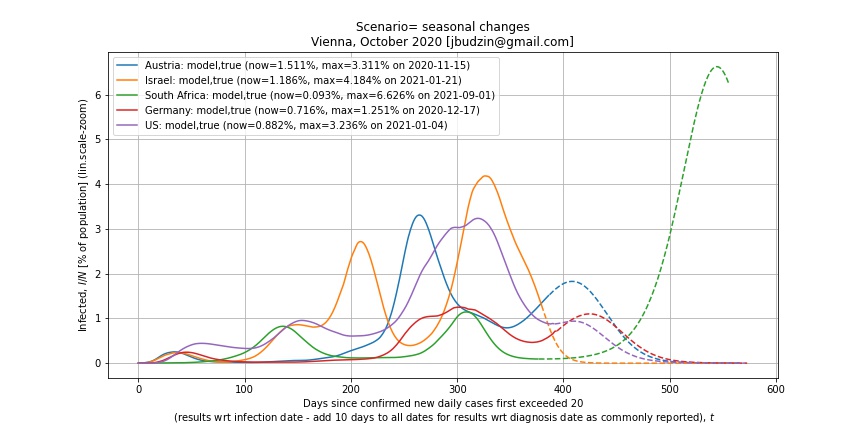 Scenario= seasonal changes
Vienna, October 2020 [jbudzin@gmail.com]
Infected, I/N [% of population] (lin.scale-zoom)
Austria: model,true (now=1.511%, max=3.311% on 2020-11-15)
Israel: model,true (now=1.186%, max=4.184% on 2021-01-21)
South Africa: model,true (now=0.093%, max=6.626% on 2021-09-01)
Germany: model,true (now=0.716%, max=1.251% on 2020-12-17)
US: model,true (now=0.882%, max=3.236% on 2021-01-04)
6
5
4
3
2
1
0
0 100 200 300 400 500 600
Days since confirmed new daily cases first exceeded 20
(results wrt infection date - add 10 days to all dates for results wrt diagnosis date as commonly reported), t